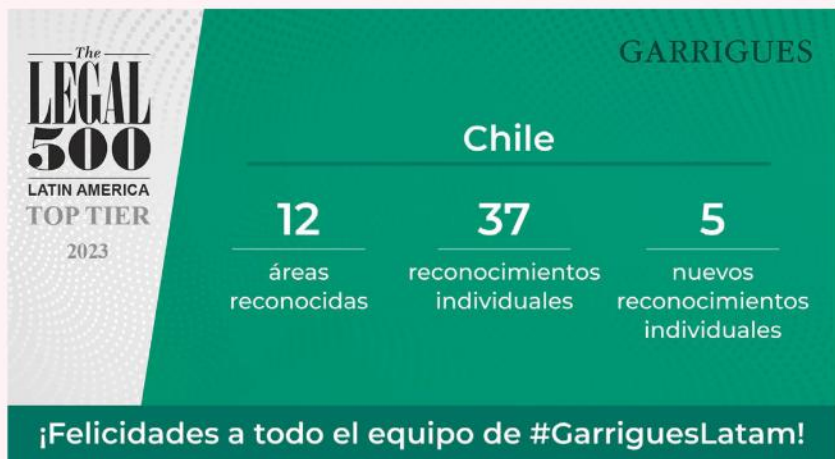 The
LEGAL
500
LATIN AMERICA
TOP TIER
2023
GARRIGUES
Chile
12
áreas
reconocidas
37
reconocimientos
individuales
5
nuevos
reconocimientos
individuales
¡Felicidades a todo el equipo de #GarriguesLatam!